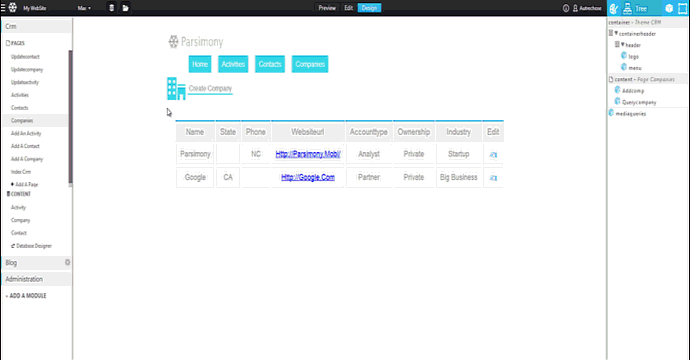 My WebSite
Max
Preview
Edit
Design
Autrechose
Tree
Crm
PAGES
Updatecontact
Updatecompany
Updateactivity
Activities
Contacts
Companies
Add An Activity
Add A Contact
Add A Company
Index Crm
Add A Page
CONTENT
Activity
Company
Contact
Database Designer
Blog
Administration
+ ADD A MODULE
Parsimony
Home Activities Contacts Companies
Create Company
Name State Phone Websiteurl Accounttype Ownership Industry Edit
Parsimony NC Http://Parsimony.Mobi/ Analyst Private Startup
Google CA Http://Google.Com Partner Private Big Business
container – Theme CRM
containerheader
header
logo
menu
content – Page Companies
Addcomp
Querycompany
mediaqueries